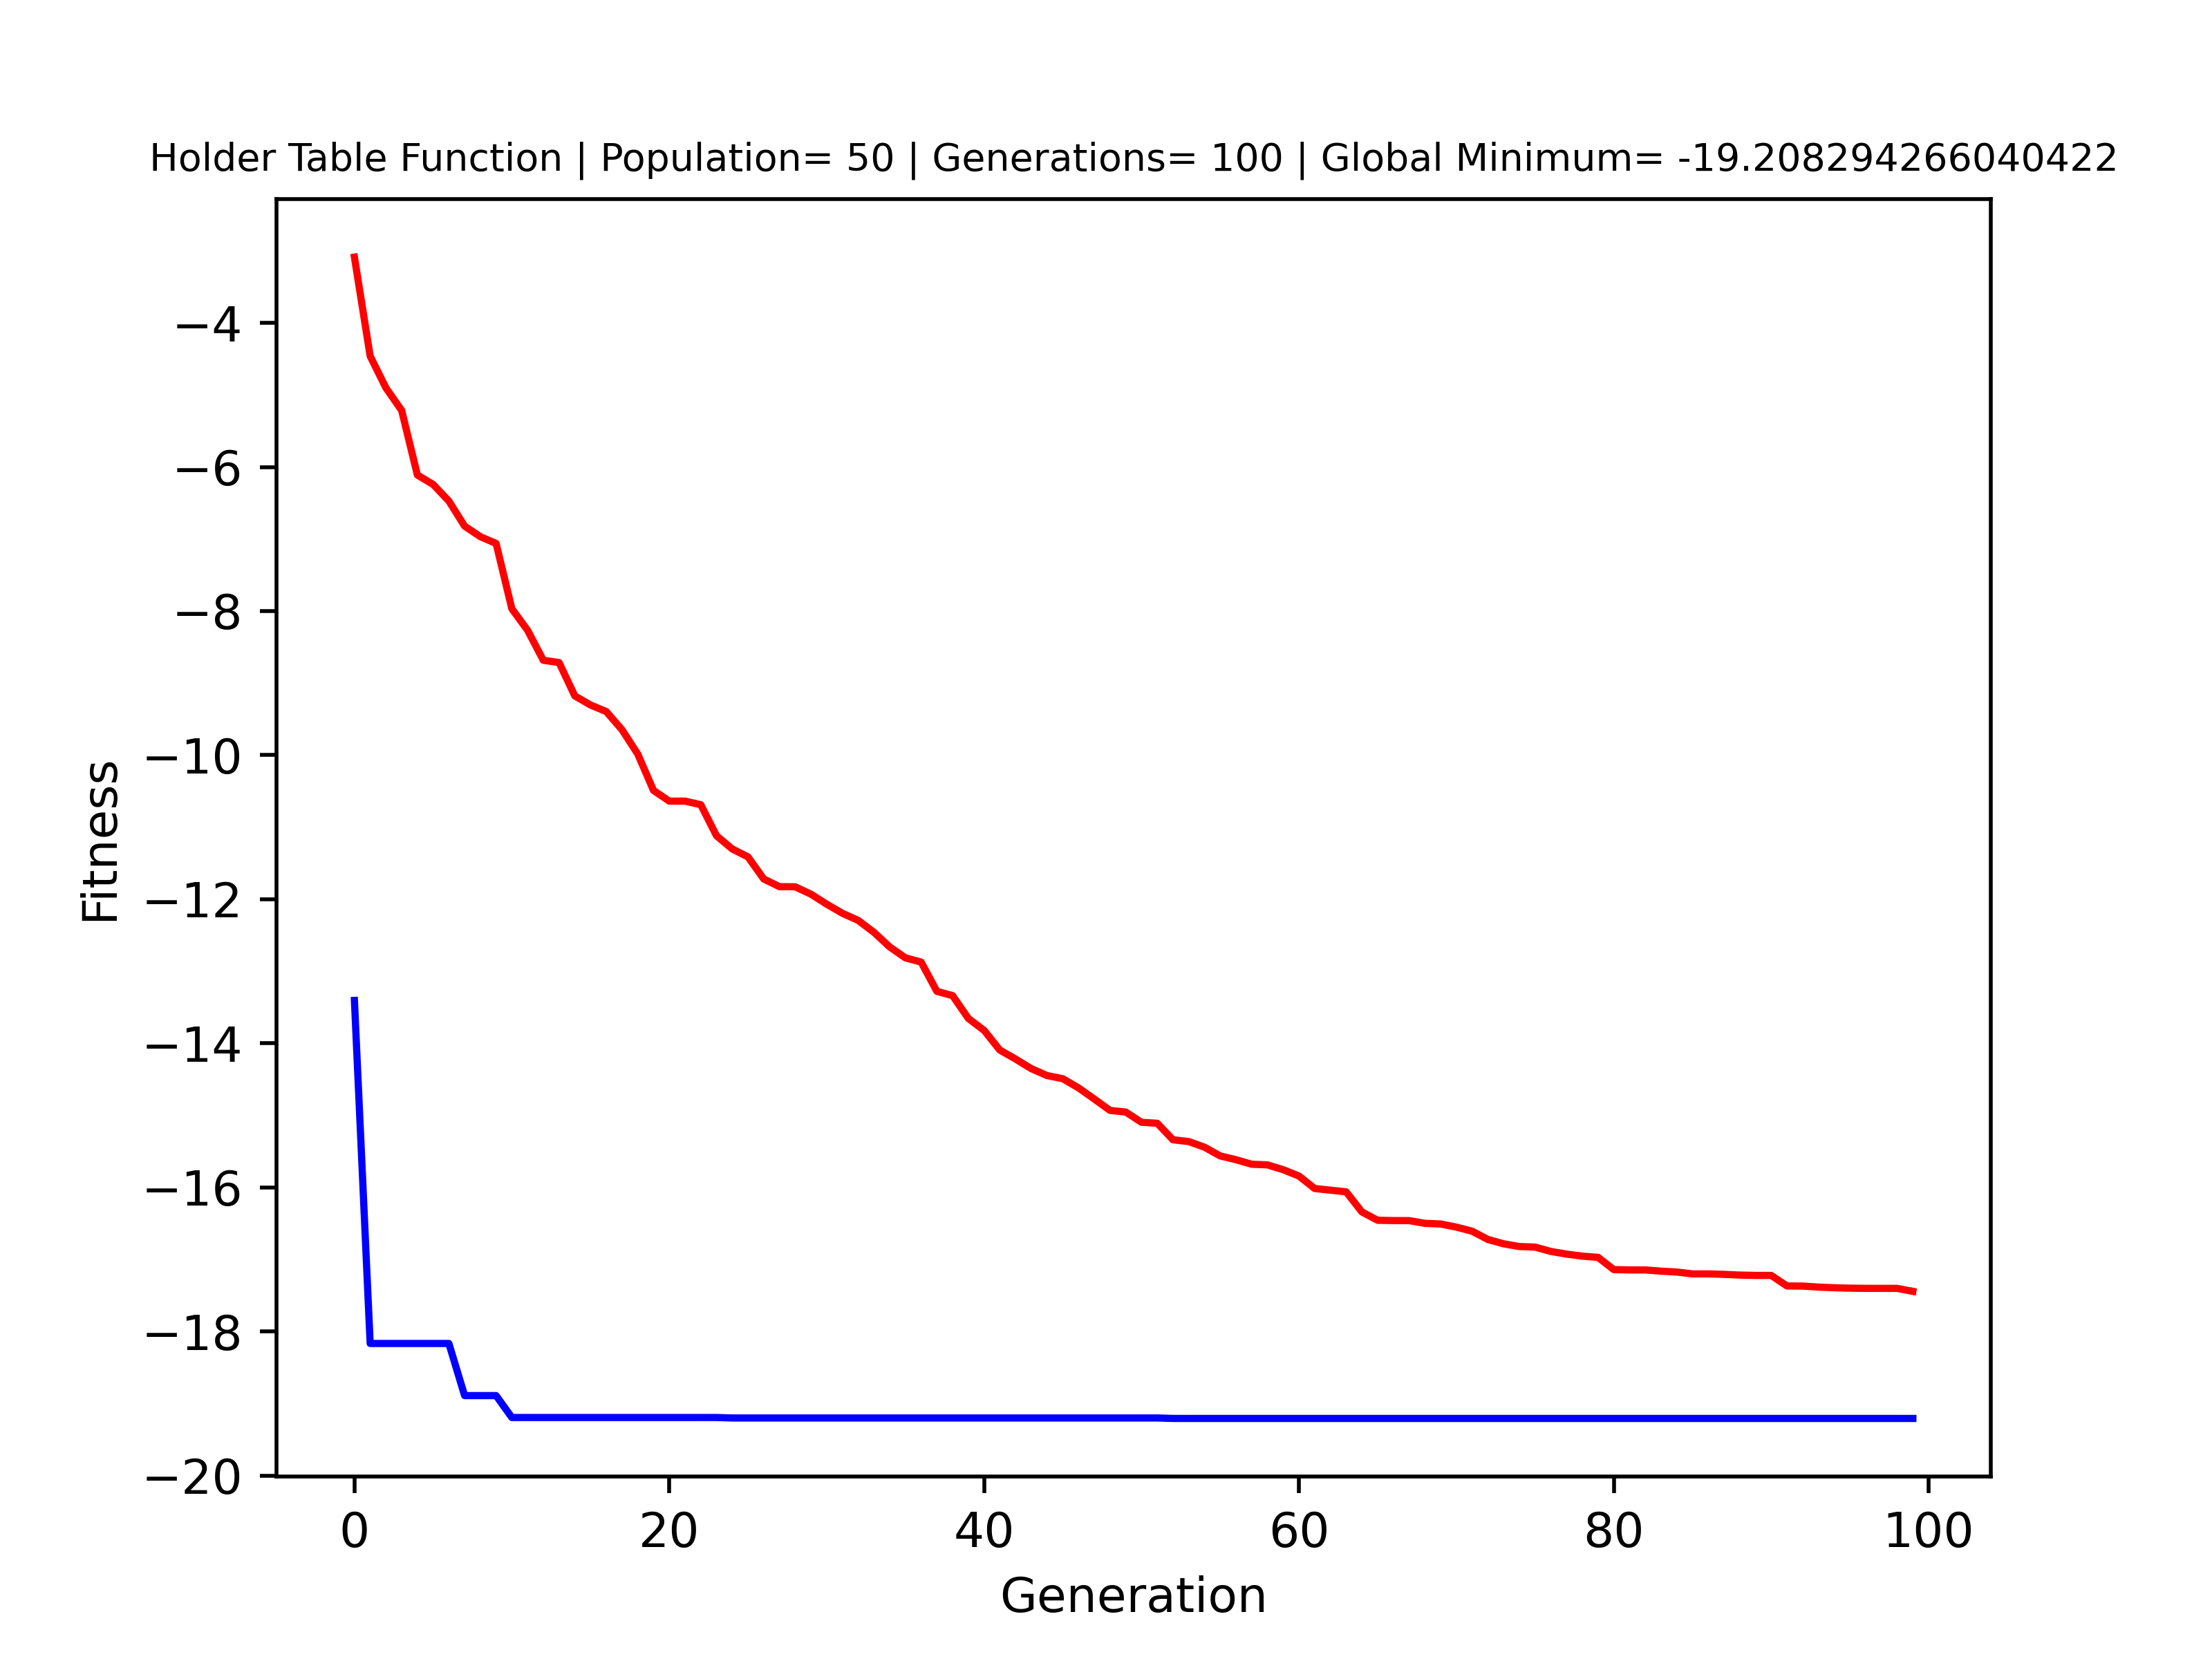 Holder Table Function | Population= 50 | Generations= 100 | Global Minimum= -19.208294266040422
−4
−6
−8
−10
−12
−14
−16
−18
−20
Fitness
0 20 40 60 80 100
Generation